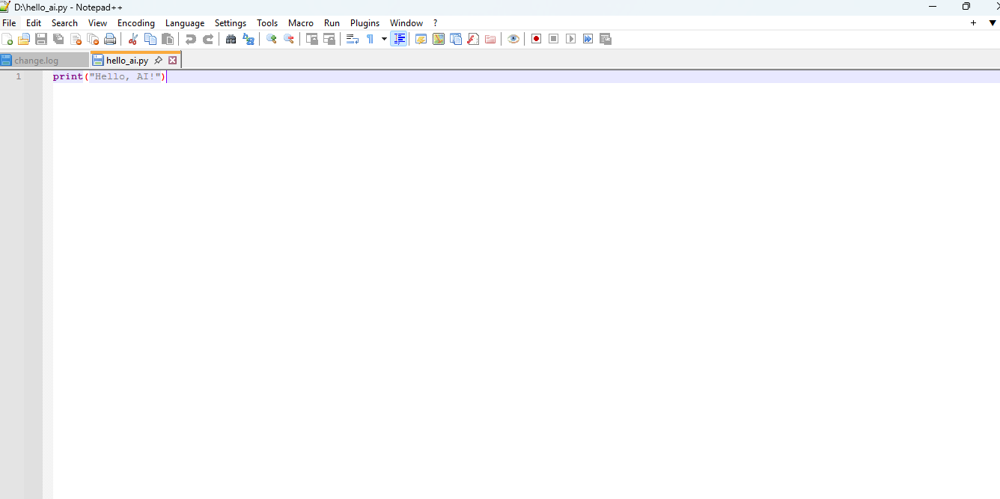 D:\hello_ai.py - Notepad++
File Edit Search View Encoding Language Settings Tools Macro Run Plugins Window ?
change.log hello_ai.py
1 print("Hello, AI!")